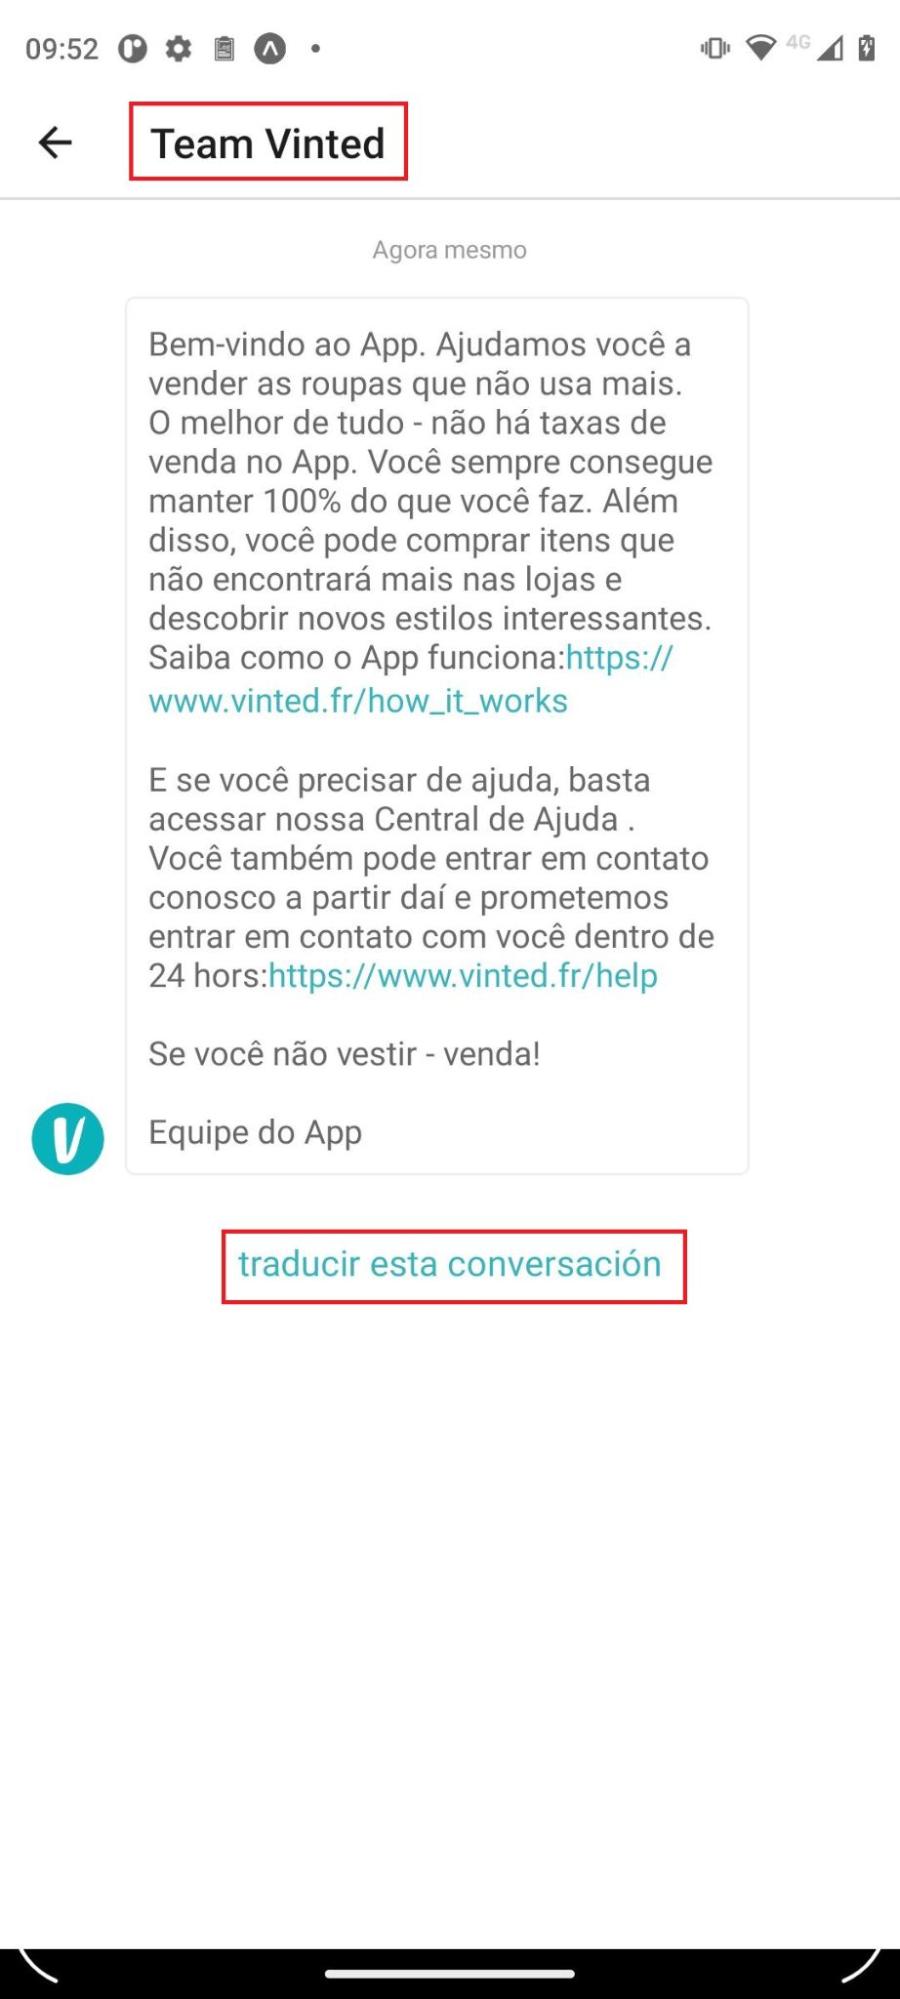 09:52
4G
Team Vinted
Agora mesmo
Bem-vindo ao App. Ajudamos você a
vender as roupas que não usa mais.
O melhor de tudo - não há taxas de
venda no App. Você sempre consegue
manter 100% do que você faz. Além
disso, você pode comprar itens que
não encontrará mais nas lojas e
descobrir novos estilos interessantes.
Saiba como o App funciona:https://
www.vinted.fr/how_it_works
E se você precisar de ajuda, basta
acessar nossa Central de Ajuda .
Você também pode entrar em contato
conosco a partir daí e prometemos
entrar em contato com você dentro de
24 hors:https://www.vinted.fr/help
Se você não vestir - venda!
Equipe do App
traducir esta conversación